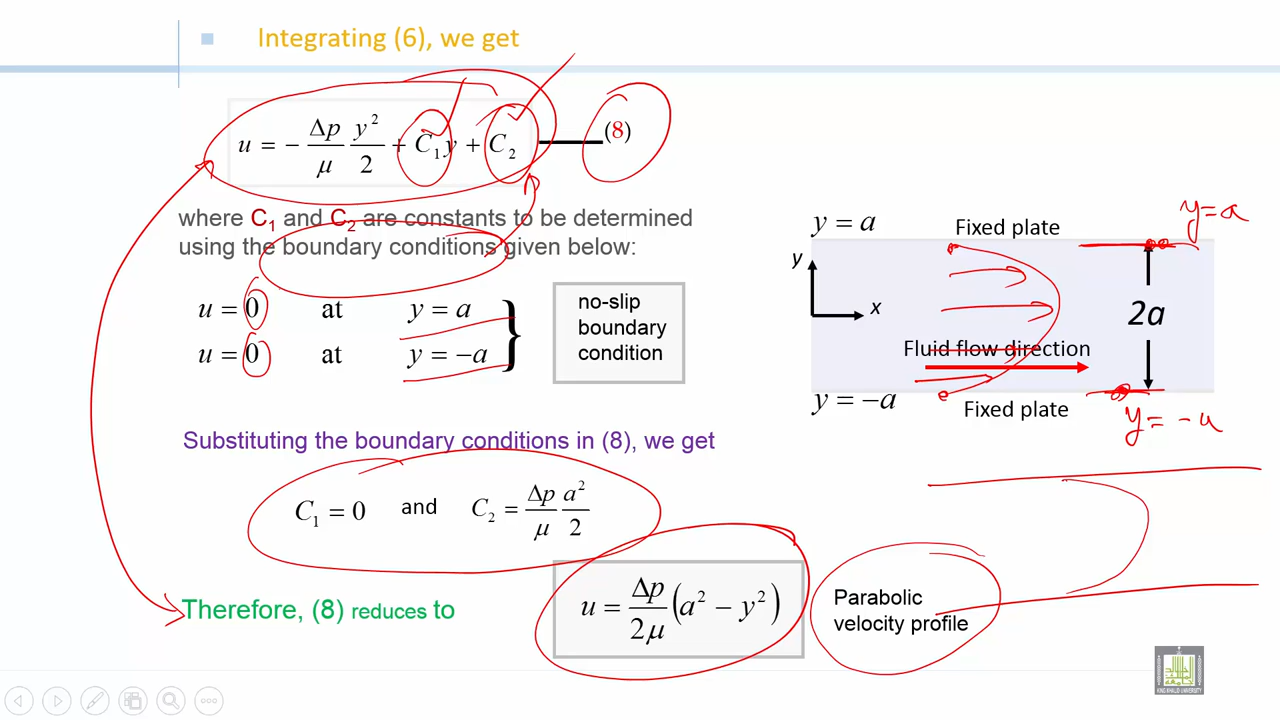 Integrating (6), we get
u = − Δp/μ y²/2 + C₁y + C₂ (8)
where C₁ and C₂ are constants to be determined
using the boundary conditions given below:
u = 0 at y = a
u = 0 at y = −a
no-slip
boundary
condition
y = a
Fixed plate
y = a
y
x
2a
Fluid flow direction
y = −a
Fixed plate
y = -a
Substituting the boundary conditions in (8), we get
C₁ = 0 and C₂ = Δp/μ a²/2
Therefore, (8) reduces to
u = Δp/2μ (a² − y²)
Parabolic
velocity profile
KING KHALID UNIVERSITY